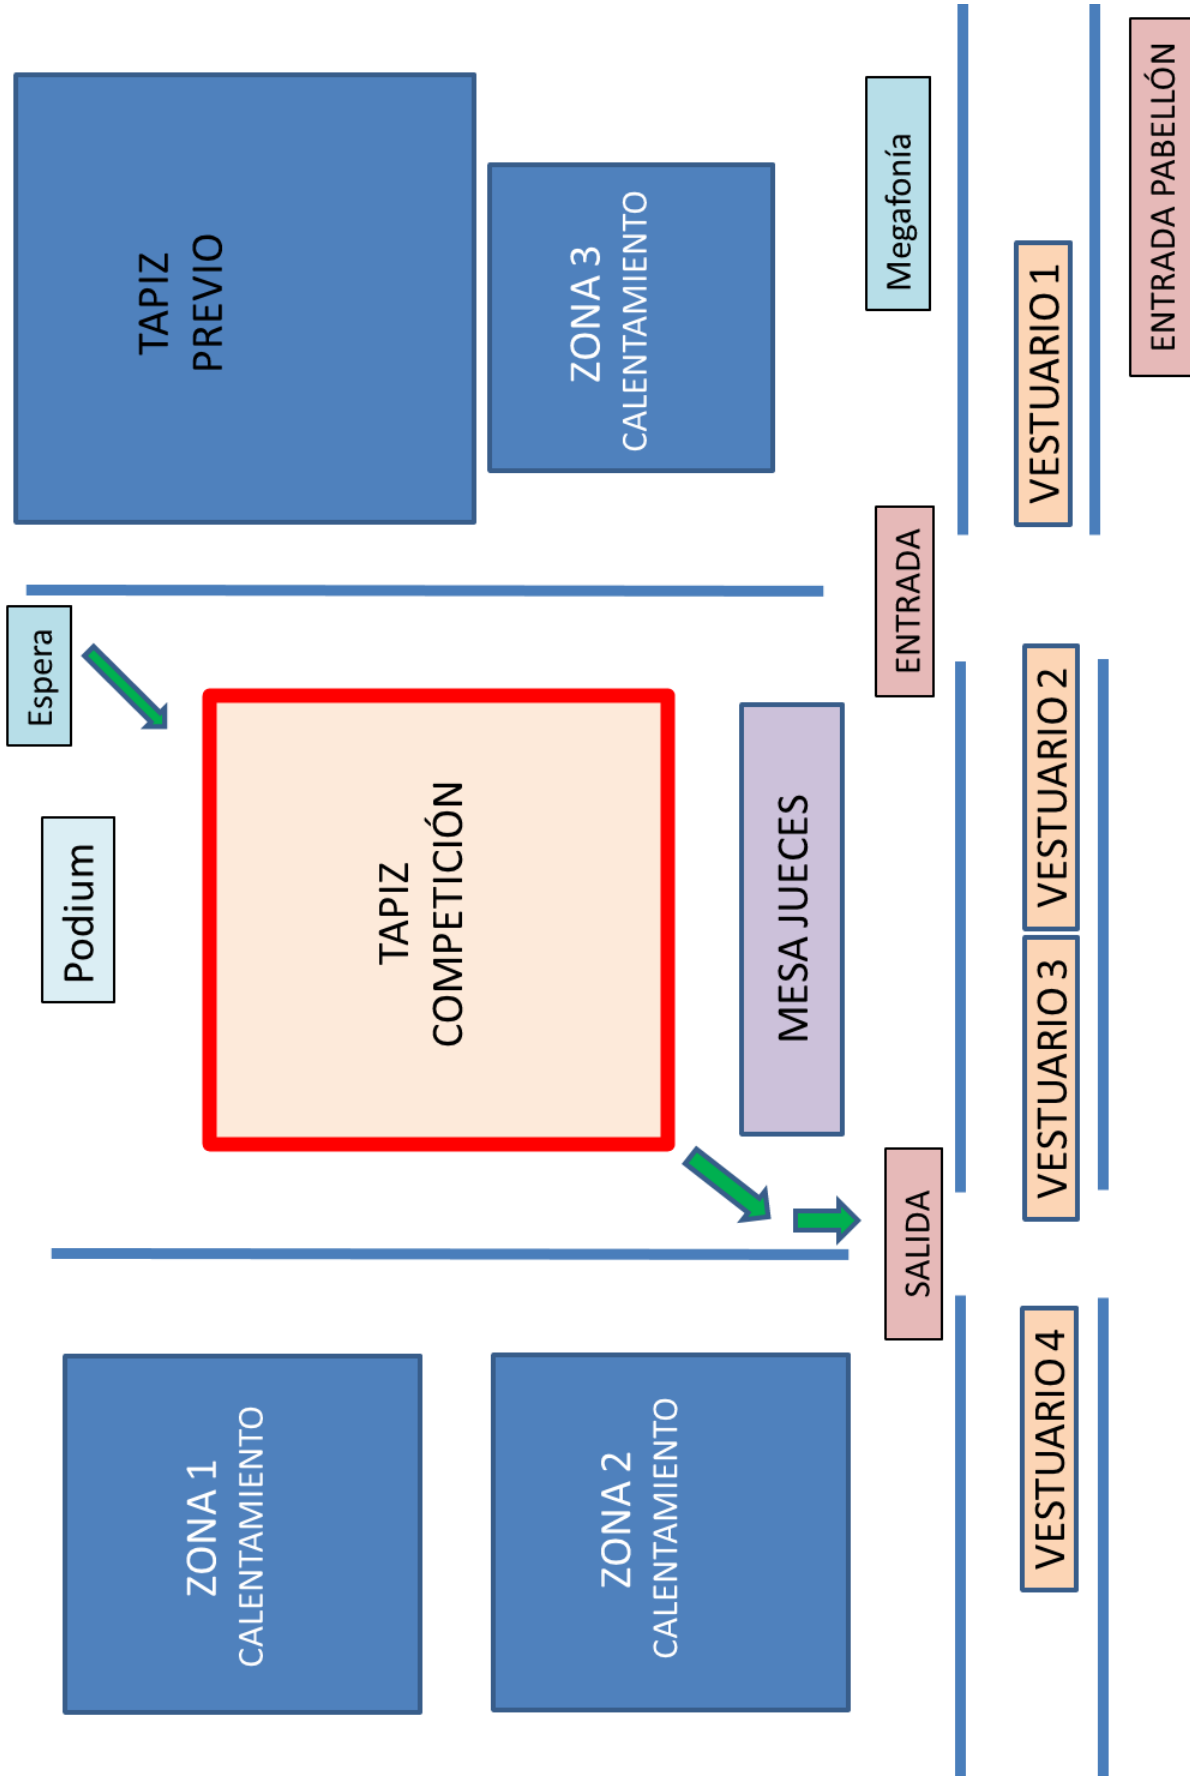 ZONA 1
CALENTAMIENTO
Podium
Espera
TAPIZ
PREVIO
TAPIZ
COMPETICIÓN
ZONA 2
CALENTAMIENTO
ZONA 3
CALENTAMIENTO
MESA JUECES
SALIDA
ENTRADA
Megafonía
VESTUARIO 4
VESTUARIO 3
VESTUARIO 2
VESTUARIO 1
ENTRADA PABELLÓN